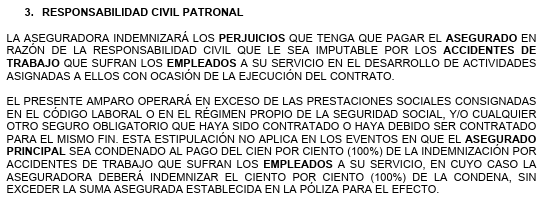 3. RESPONSABILIDAD CIVIL PATRONAL
LA ASEGURADORA INDEMNIZARÁ LOS PERJUICIOS QUE TENGA QUE PAGAR EL ASEGURADO EN
RAZÓN DE LA RESPONSABILIDAD CIVIL QUE LE SEA IMPUTABLE POR LOS ACCIDENTES DE
TRABAJO QUE SUFRAN LOS EMPLEADOS A SU SERVICIO EN EL DESARROLLO DE ACTIVIDADES
ASIGNADAS A ELLOS CON OCASIÓN DE LA EJECUCIÓN DEL CONTRATO.
EL PRESENTE AMPARO OPERARÁ EN EXCESO DE LAS PRESTACIONES SOCIALES CONSIGNADAS
EN EL CÓDIGO LABORAL O EN EL RÉGIMEN PROPIO DE LA SEGURIDAD SOCIAL, Y/O CUALQUIER
OTRO SEGURO OBLIGATORIO QUE HAYA SIDO CONTRATADO O HAYA DEBIDO SER CONTRATADO
PARA EL MISMO FIN. ESTA ESTIPULACIÓN NO APLICA EN LOS EVENTOS EN QUE EL ASEGURADO
PRINCIPAL SEA CONDENADO AL PAGO DEL CIEN POR CIENTO (100%) DE LA INDEMNIZACIÓN POR
ACCIDENTES DE TRABAJO QUE SUFRAN LOS EMPLEADOS A SU SERVICIO, EN CUYO CASO LA
ASEGURADORA DEBERÁ INDEMNIZAR EL CIENTO POR CIENTO (100%) DE LA CONDENA, SIN
EXCEDER LA SUMA ASEGURADA ESTABLECIDA EN LA PÓLIZA PARA EL EFECTO.